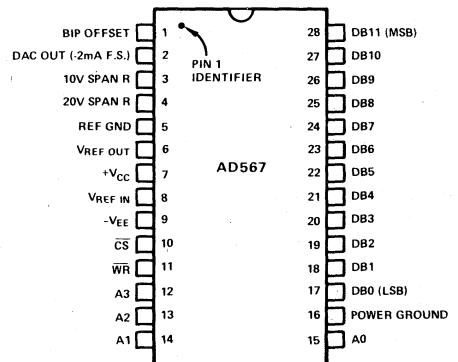 BIP OFFSET 1 28 DB11 (MSB)
DAC OUT (-2mA F.S.) 2 27 DB10
PIN 1
IDENTIFIER
10V SPAN R 3 26 DB9
20V SPAN R 4 25 DB8
REF GND 5 24 DB7
VREF OUT 6 23 DB6
AD567
+VCC 7 22 DB5
VREF IN 8 21 DB4
-VEE 9 20 DB3
CS 10 19 DB2
WR 11 18 DB1
A3 12 17 DB0 (LSB)
A2 13 16 POWER GROUND
A1 14 15 A0